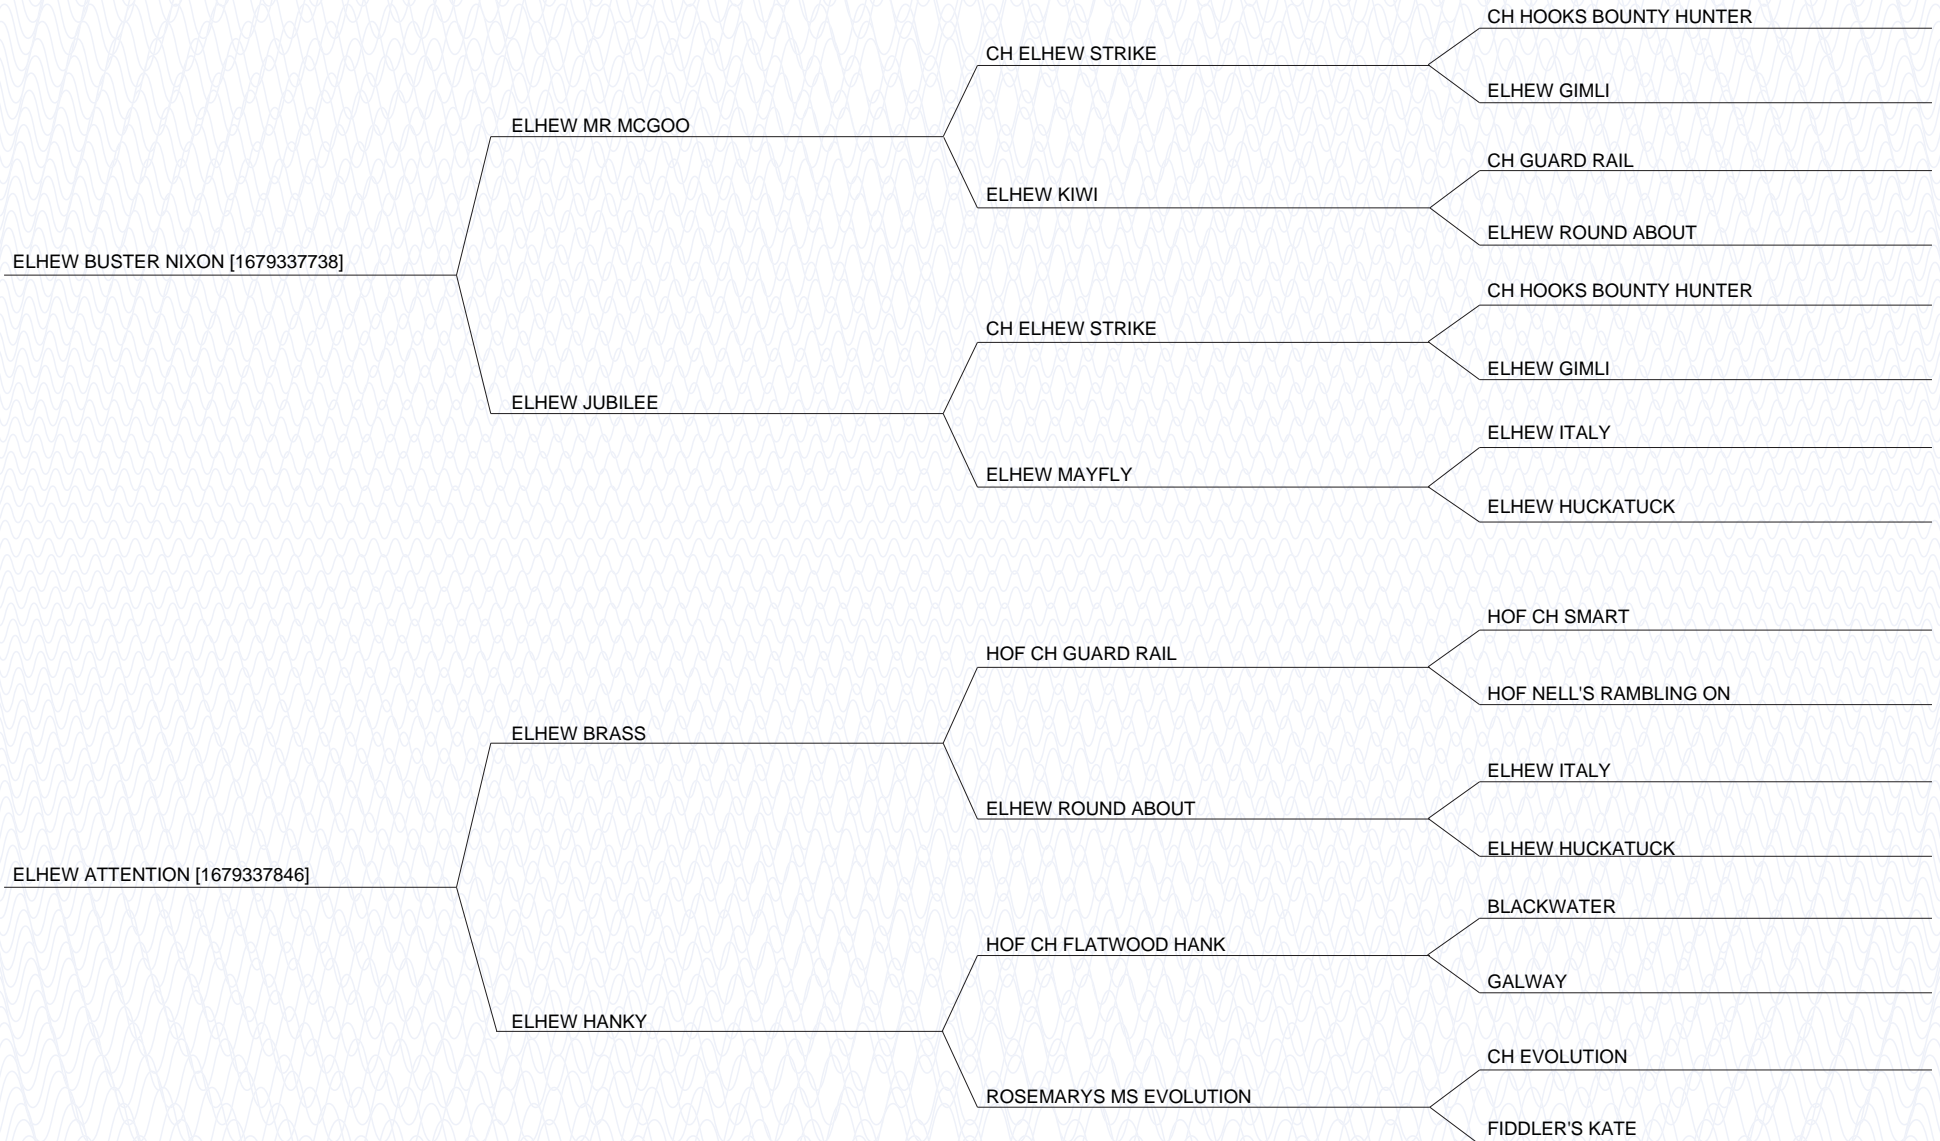 CH HOOKS BOUNTY HUNTER
CH ELHEW STRIKE
ELHEW GIMLI
ELHEW MR MCGOO
CH GUARD RAIL
ELHEW KIWI
ELHEW ROUND ABOUT
ELHEW BUSTER NIXON [1679337738]
CH HOOKS BOUNTY HUNTER
CH ELHEW STRIKE
ELHEW GIMLI
ELHEW JUBILEE
ELHEW ITALY
ELHEW MAYFLY
ELHEW HUCKATUCK
HOF CH SMART
HOF CH GUARD RAIL
HOF NELL'S RAMBLING ON
ELHEW BRASS
ELHEW ITALY
ELHEW ROUND ABOUT
ELHEW HUCKATUCK
ELHEW ATTENTION [1679337846]
BLACKWATER
HOF CH FLATWOOD HANK
GALWAY
ELHEW HANKY
CH EVOLUTION
ROSEMARYS MS EVOLUTION
FIDDLER'S KATE